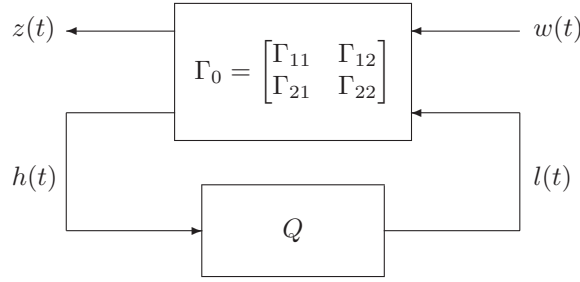 z(t)
w(t)
Γ₀ = [Γ₁₁ Γ₁₂
Γ₂₁ Γ₂₂]
h(t)
l(t)
Q